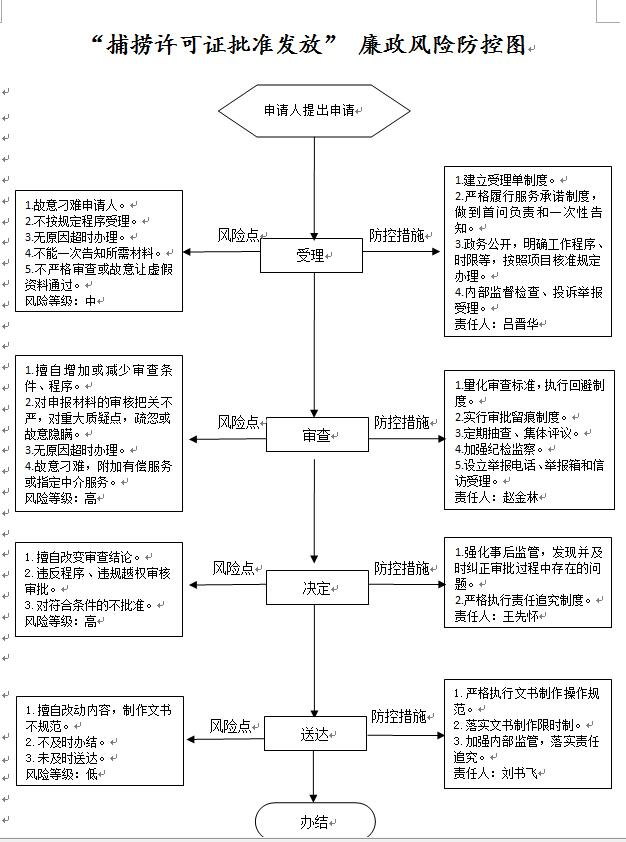 “捕捞许可证批准发放” 廉政风险防控图
申请人提出申请
1.故意刁难申请人。
2.不按规定程序受理。
3.无原因超时办理。
4.不能一次告知所需材料。
5.不严格审查或故意让虚假
资料通过。
风险等级：中
风险点
受理
防控措施
1.建立受理单制度。
2.严格履行服务承诺制度，
做到首问负责和一次性告
知。
3.政务公开，明确工作程序、
时限等，按照项目核准规定
办理。
4.内部监督检查、投诉举报
受理。
责任人：吕晋华
1.擅自增加或减少审查条
件、程序。
2.对申报材料的审核把关不
严，对重大质疑点，疏忽或
故意隐瞒。
3.无原因超时办理。
4.故意刁难，附加有偿服务
或指定中介服务。
风险等级：高
风险点
审查
防控措施
1.量化审查标准，执行回避制
度。
2.实行审批留痕制度。
3.定期抽查、集体评议。
4.加强纪检监察。
5.设立举报电话、举报箱和信
访受理。
责任人：赵金林
1. 擅自改变审查结论。
2. 违反程序、违规越权审核
审批。
3. 对符合条件的不批准。
风险等级：高
风险点
决定
防控措施
1.强化事后监管，发现并及
时纠正审批过程中存在的问
题。
2.严格执行责任追究制度。
责任人：王先怀
1. 擅自改动内容，制作文书
不规范。
2. 不及时办结。
3. 未及时送达。
风险等级：低
风险点
送达
防控措施
1. 严格执行文书制作操作规
范。
2. 落实文书制作限时制。
3. 加强内部监管，落实责任
追究。
责任人：刘书飞
办结